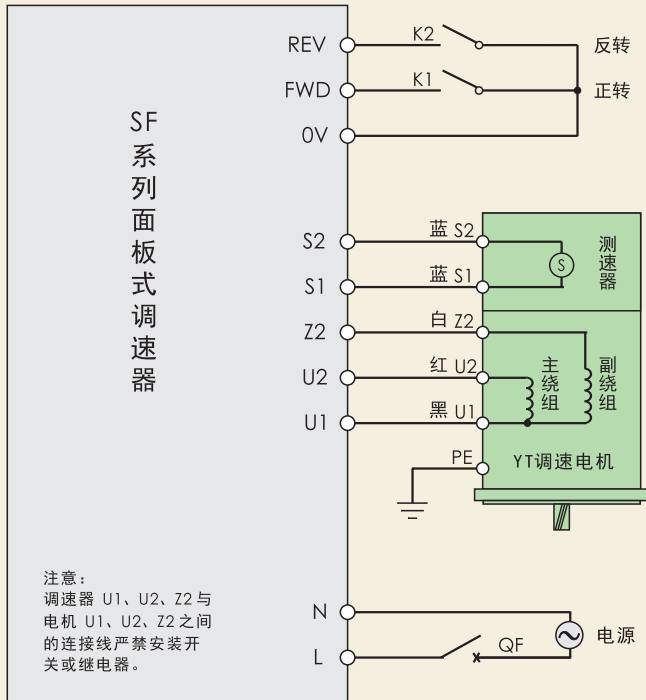 REV
K2
反转
FWD
K1
正转
0V
SF
系
列
面
板
式
调
速
器
S2
蓝 S2
S1
蓝 S1
S
测
速
器
Z2
白 Z2
U2
红 U2
U1
黑 U1
主
绕
组
副
绕
组
PE
YT调速电机
注意:
调速器 U1、U2、Z2 与
电机 U1、U2、Z2 之间
的连接线严禁安装开
关或继电器。
N
L
QF
电源